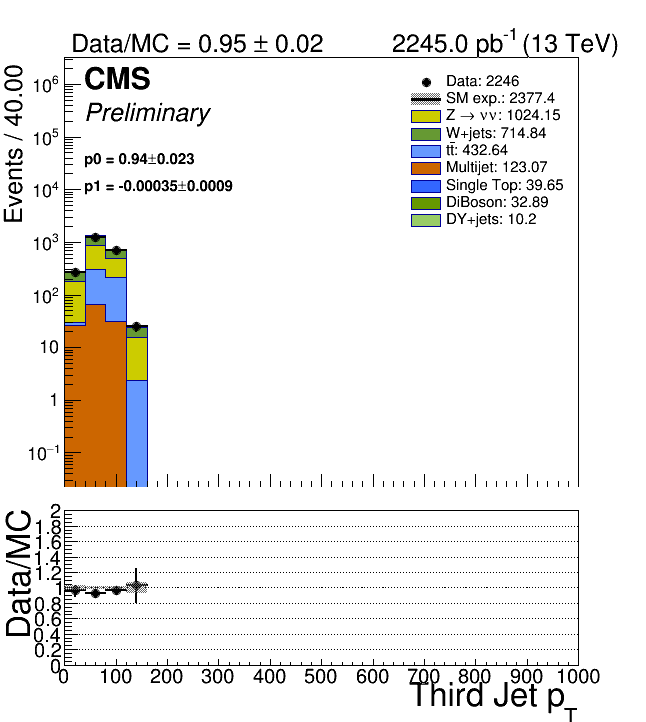 Data/MC = 0.95 ± 0.02
2245.0 pb⁻¹ (13 TeV)
Events / 40.00
CMS
Preliminary
p0 = 0.94±0.023
p1 = -0.00035±0.0009
Data: 2246
SM exp.: 2377.4
Z → νν: 1024.15
W+jets: 714.84
tt̄: 432.64
Multijet: 123.07
Single Top: 39.65
DiBoson: 32.89
DY+jets: 10.2
10⁶
10⁵
10⁴
10³
10²
10
1
10⁻¹
Data/MC
2
1.8
1.6
1.4
1.2
1
0.8
0.6
0.4
0.2
0
0 100 200 300 400 500 600 700 800 900 1000
Third Jet p_T